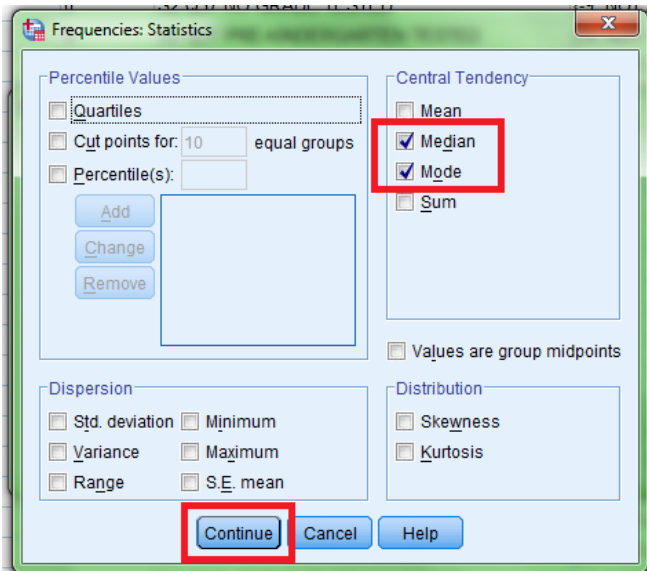 Frequencies: Statistics
Percentile Values
Quartiles
Cut points for: 10 equal groups
Percentile(s):
Add
Change
Remove
Central Tendency
Mean
Median
Mode
Sum
Values are group midpoints
Dispersion
Std. deviation Minimum
Variance Maximum
Range S.E. mean
Distribution
Skewness
Kurtosis
Continue Cancel Help